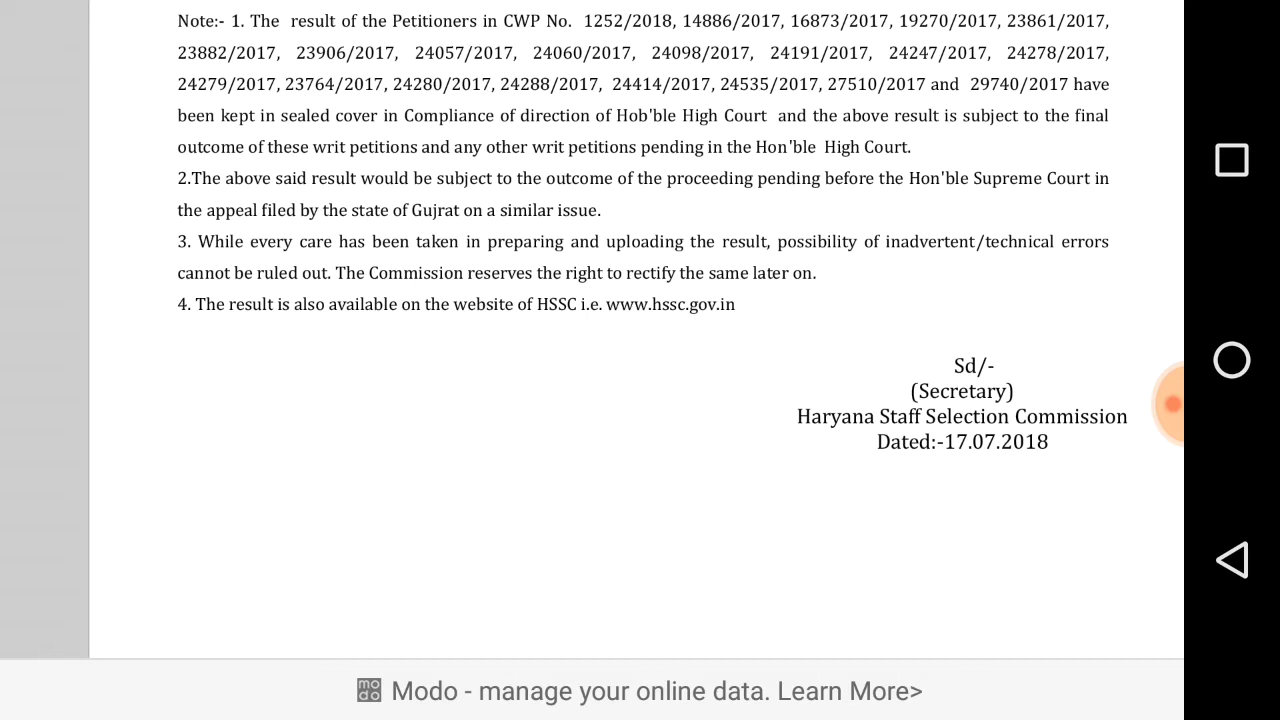 Note:- 1. The result of the Petitioners in CWP No. 1252/2018, 14886/2017, 16873/2017, 19270/2017, 23861/2017,
23882/2017, 23906/2017, 24057/2017, 24060/2017, 24098/2017, 24191/2017, 24247/2017, 24278/2017,
24279/2017, 23764/2017, 24280/2017, 24288/2017, 24414/2017, 24535/2017, 27510/2017 and 29740/2017 have
been kept in sealed cover in Compliance of direction of Hob'ble High Court and the above result is subject to the final
outcome of these writ petitions and any other writ petitions pending in the Hon'ble High Court.
2.The above said result would be subject to the outcome of the proceeding pending before the Hon'ble Supreme Court in
the appeal filed by the state of Gujrat on a similar issue.
3. While every care has been taken in preparing and uploading the result, possibility of inadvertent/technical errors
cannot be ruled out. The Commission reserves the right to rectify the same later on.
4. The result is also available on the website of HSSC i.e. www.hssc.gov.in
Sd/-
(Secretary)
Haryana Staff Selection Commission
Dated:-17.07.2018
modo Modo - manage your online data. Learn More>